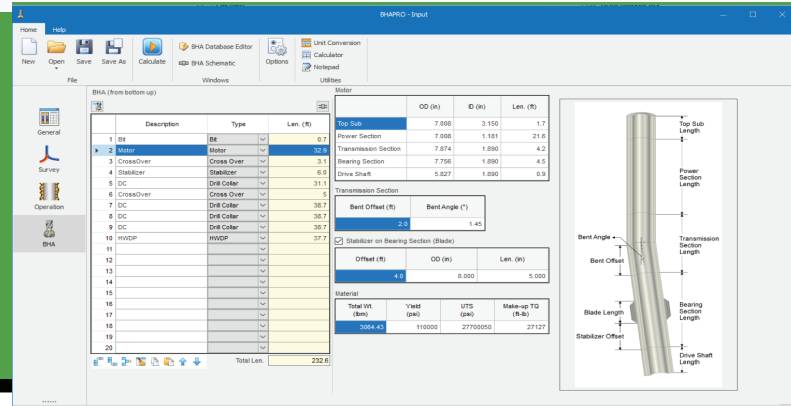 BHAPRO - Input
Home Help
New Open Save Save As Calculate BHA Database Editor BHA Schematic Options Unit Conversion Calculator Notepad
File Windows Utilities
General
Survey
Operation
BHA
BHA (from bottom up)
Description Type Len. (ft)
1 Bit Bit 0.7
2 Motor Motor 32.9
3 CrossOver Cross Over 3.1
4 Stabilizer Stabilizer 6.0
5 DC Drill Collar 31.1
6 CrossOver Cross Over 5
7 DC Drill Collar 38.7
8 DC Drill Collar 38.7
9 DC Drill Collar 38.7
10 HWDP HWDP 37.7
11
12
13
14
15
16
17
18
19
20
Total Len. 232.6
Motor
OD (in) ID (in) Len. (ft)
Top Sub 7.008 3.150 1.7
Power Section 7.008 1.181 21.6
Transmission Section 7.874 1.890 4.2
Bearing Section 7.756 1.890 4.5
Drive Shaft 5.827 1.890 0.9
Transmission Section
Bent Offset (ft) Bent Angle (°)
2.0 1.45
Stabilizer on Bearing Section (Blade)
Offset (ft) OD (in) Len. (in)
4.0 8.000 5.000
Material
Total Wt. (lbm) Yield (psi) UTS (psi) Make-up TQ (ft-lb)
3064.43 110000 27700050 27127
Top Sub
Length
Power
Section
Length
Bent Angle
Transmission
Section
Length
Bent Offset
Bearing
Section
Length
Blade Length
Stabilizer Offset
Drive Shaft
Length